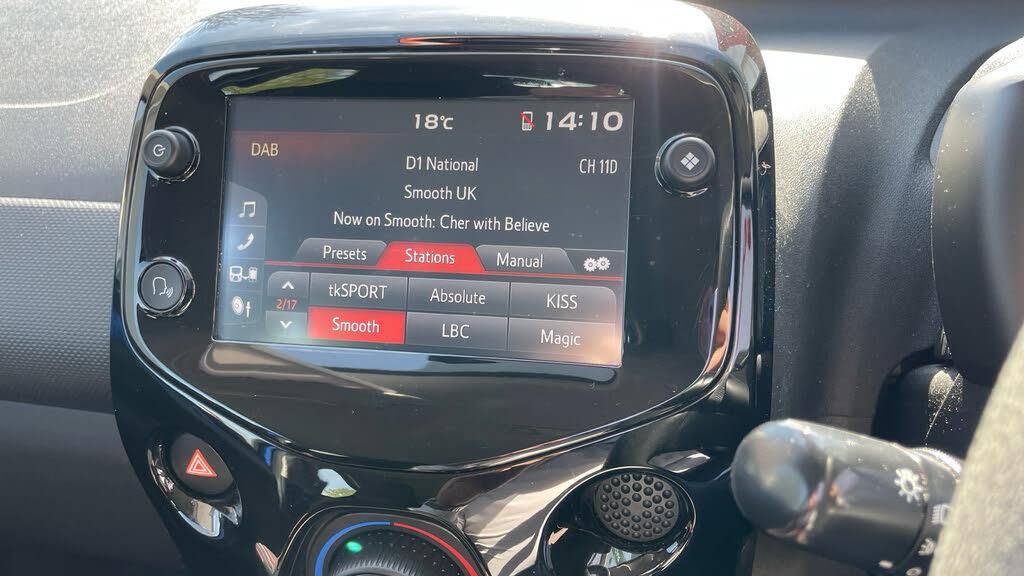 18°C 14:10
DAB
D1 National CH 11D
Smooth UK
Now on Smooth: Cher with Believe
Presets Stations Manual
2/17
tkSPORT Absolute KISS
Smooth LBC Magic